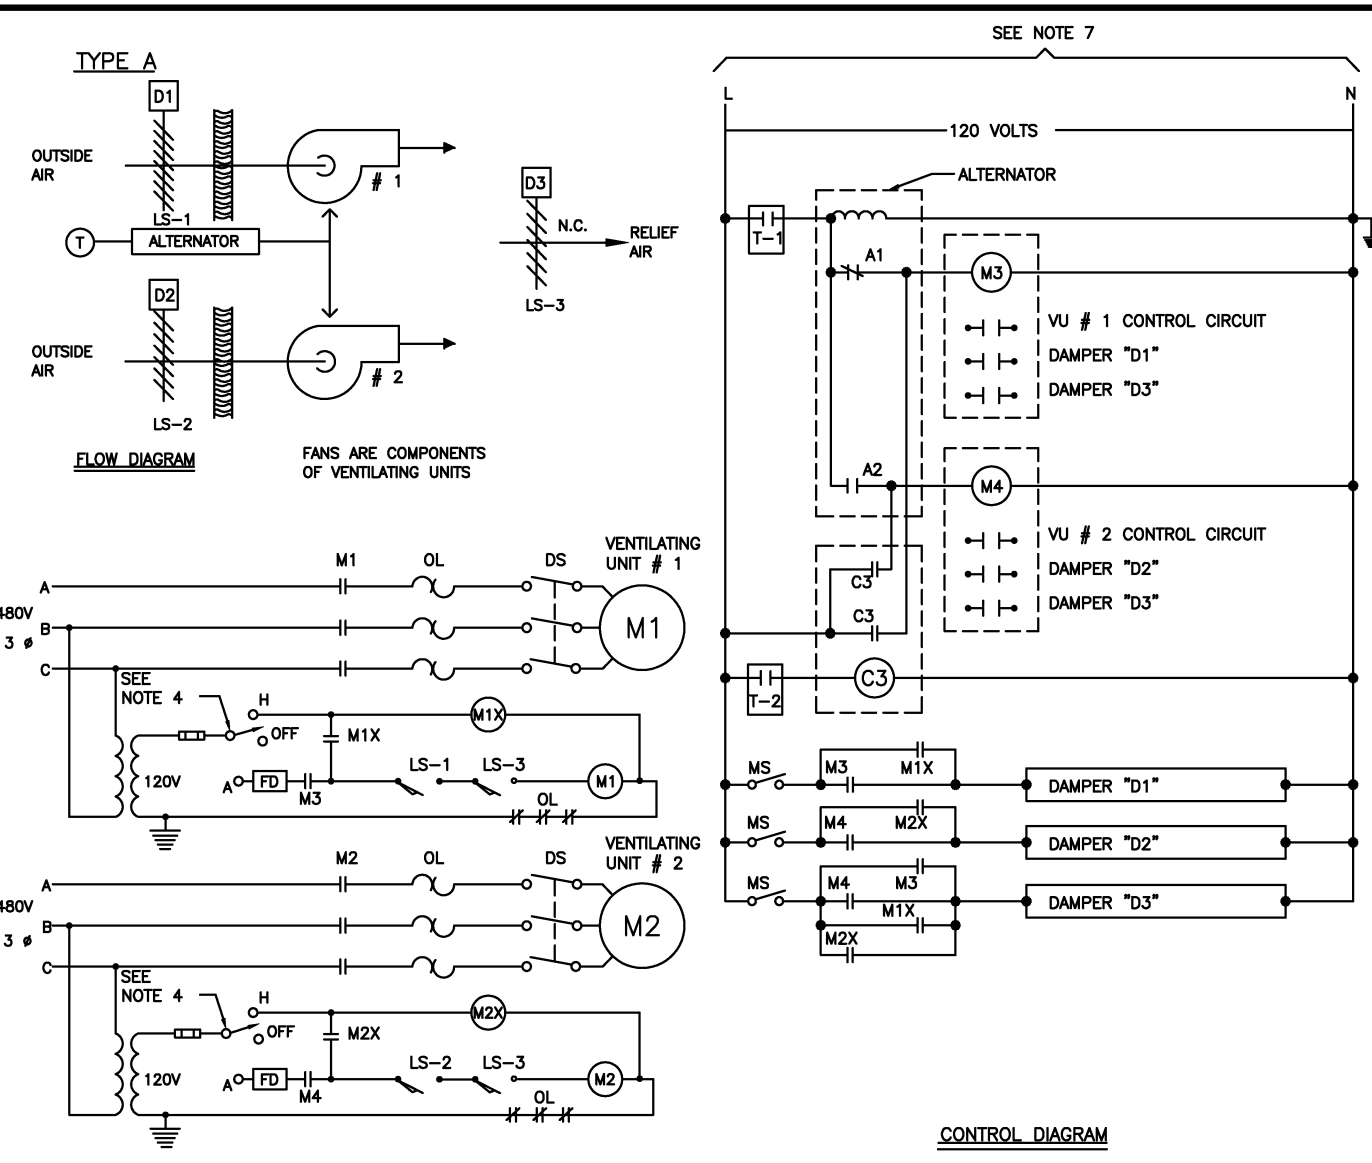 TYPE A
D1
OUTSIDE
AIR
# 1
LS-1
T
ALTERNATOR
D3
N.C.
RELIEF
AIR
LS-3
D2
OUTSIDE
AIR
# 2
LS-2
FLOW DIAGRAM
FANS ARE COMPONENTS
OF VENTILATING UNITS
VENTILATING
UNIT # 1
M1
OL
DS
A
480V
3 ø
B
C
M1
SEE
NOTE 4
H
OFF
M1X
M1X
120V
A
FD
M3
LS-1
LS-3
M1
OL
VENTILATING
UNIT # 2
M2
OL
DS
A
480V
3 ø
B
C
M2
SEE
NOTE 4
H
OFF
M2X
M2X
120V
A
FD
M4
LS-2
LS-3
M2
OL
SEE NOTE 7
L
N
120 VOLTS
ALTERNATOR
T-1
A1
M3
VU # 1 CONTROL CIRCUIT
DAMPER "D1"
DAMPER "D3"
A2
M4
VU # 2 CONTROL CIRCUIT
DAMPER "D2"
DAMPER "D3"
C3
C3
C3
T-2
MS
M3
M1X
DAMPER "D1"
MS
M4
M2X
DAMPER "D2"
MS
M4
M3
M1X
M2X
DAMPER "D3"
CONTROL DIAGRAM